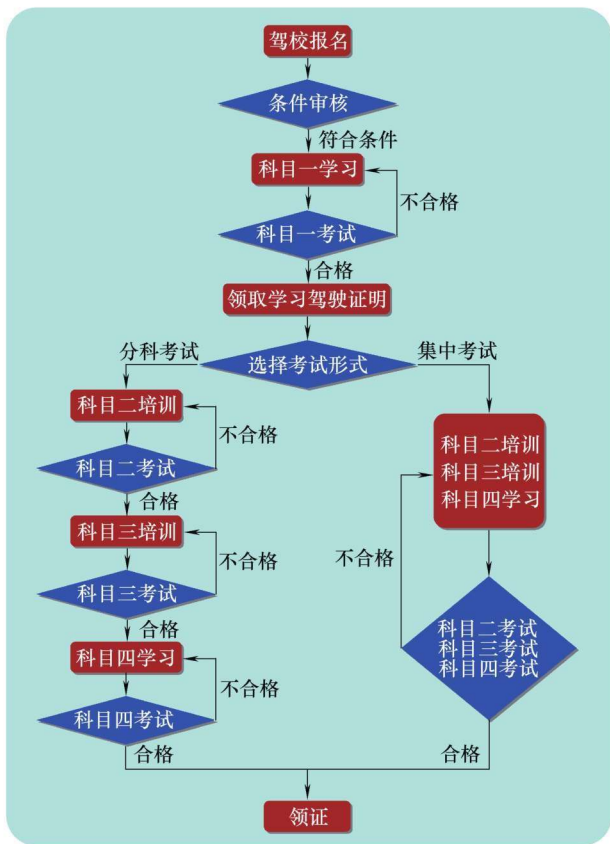 驾校报名
条件审核
符合条件
科目一学习
不合格
科目一考试
合格
领取学习驾驶证明
选择考试形式
分科考试
科目二培训
不合格
科目二考试
合格
科目三培训
不合格
科目三考试
合格
科目四学习
不合格
科目四考试
合格
集中考试
科目二培训
科目三培训
科目四学习
不合格
科目二考试
科目三考试
科目四考试
合格
领证